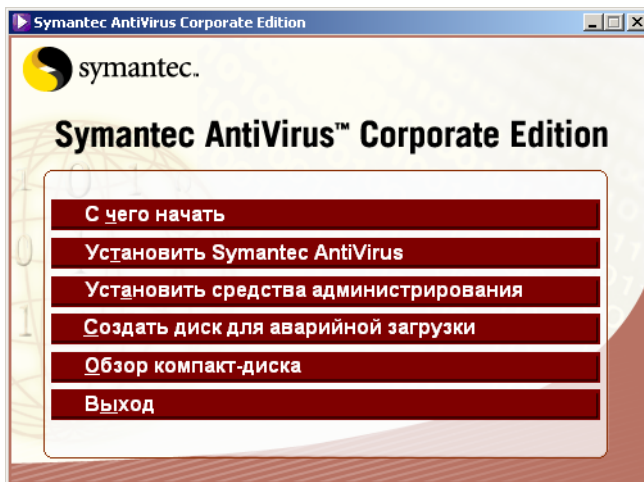 Symantec AntiVirus Corporate Edition
symantec.
Symantec AntiVirus™ Corporate Edition
С чего начать
Установить Symantec AntiVirus
Установить средства администрирования
Создать диск для аварийной загрузки
Обзор компакт-диска
Выход